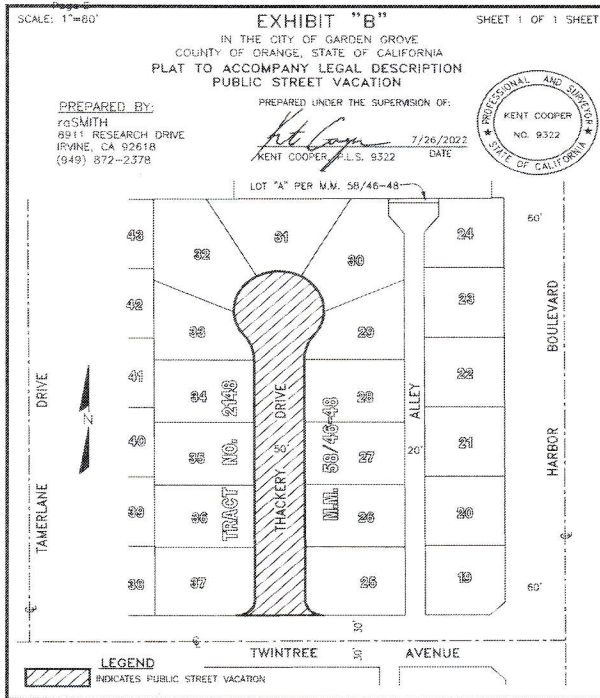 Page 5
SCALE: 1"=60'
EXHIBIT "B"
SHEET 1 OF 1 SHEET
IN THE CITY OF GARDEN GROVE
COUNTY OF ORANGE, STATE OF CALIFORNIA
PLAT TO ACCOMPANY LEGAL DESCRIPTION
PUBLIC STREET VACATION
PREPARED BY:
raSMITH
8911 RESEARCH DRIVE
IRVINE, CA 92618
(949) 872-2378
PREPARED UNDER THE SUPERVISION OF:
7/26/2022
KENT COOPER, P.L.S. 9322
DATE
PROFESSIONAL AND SURVEYOR
KENT COOPER
NO. 9322
STATE OF CALIFORNIA
LOT "A" PER M.M. 58/46-48
43
32
31
30
24
60'
42
33
29
23
BOULEVARD
41
34
28
22
DRIVE
N
TRACT NO. 2148
THACKERY DRIVE
50'
M.M. 58/46-48
ALLEY
20'
40
35
27
21
HARBOR
39
36
26
20
TAMERLANE
38
37
25
19
60'
30'
30'
TWINTREE AVENUE
LEGEND
INDICATES PUBLIC STREET VACATION